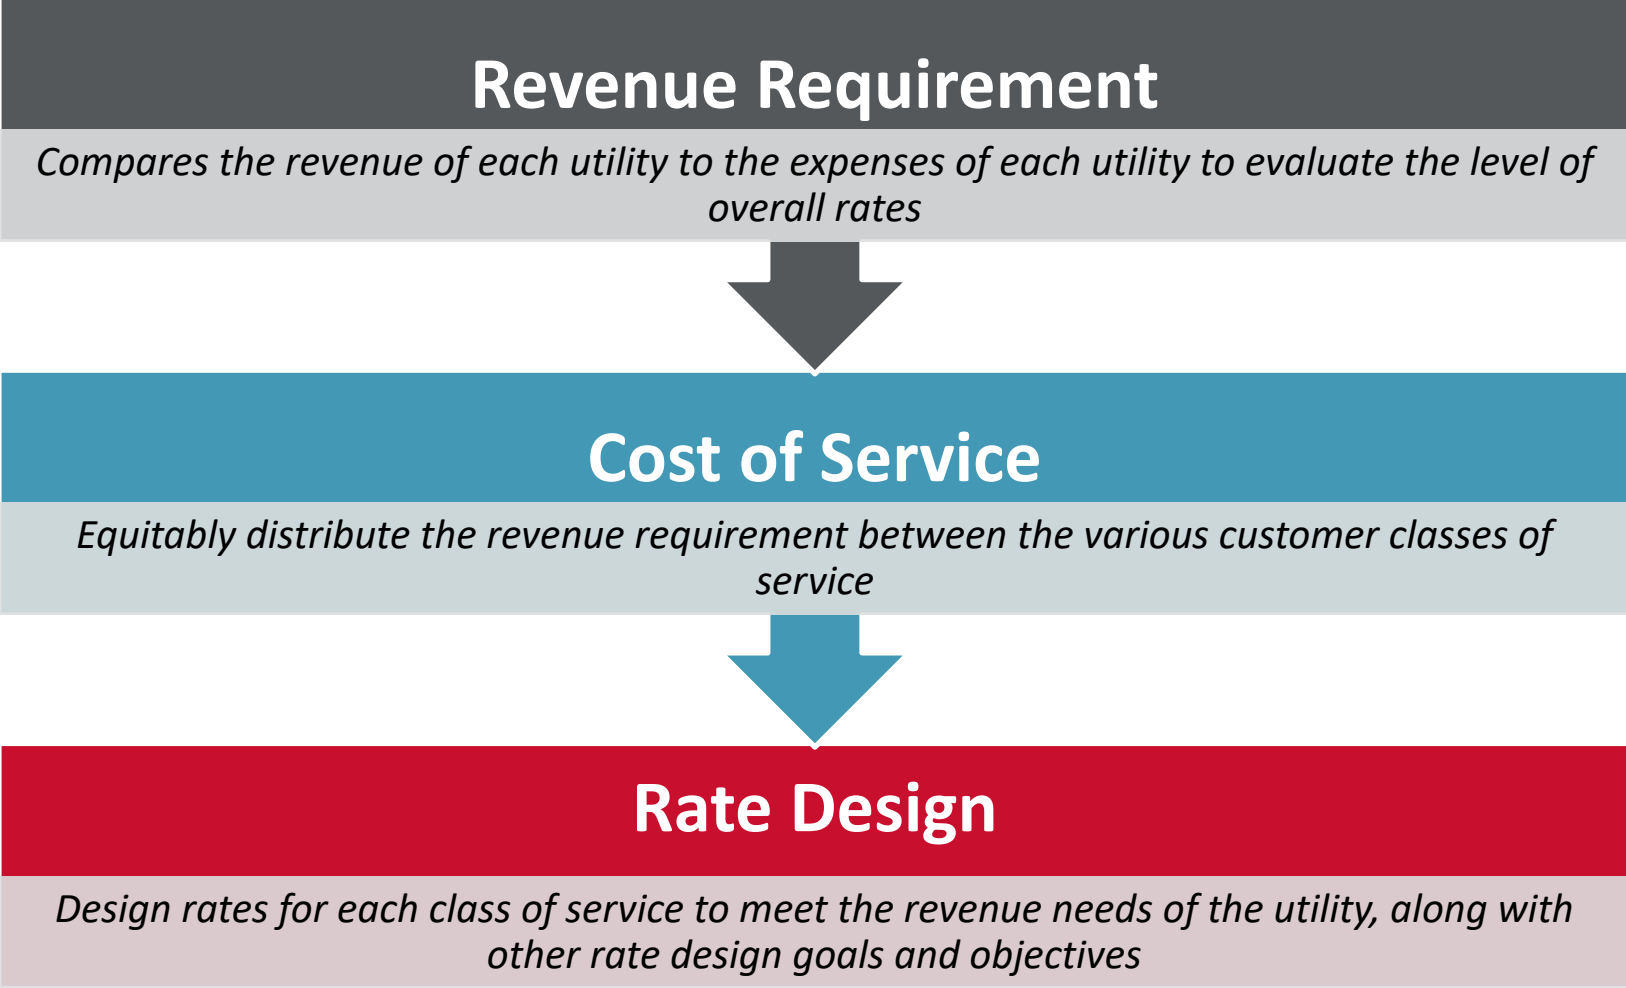 Revenue Requirement
Compares the revenue of each utility to the expenses of each utility to evaluate the level of
overall rates
Cost of Service
Equitably distribute the revenue requirement between the various customer classes of
service
Rate Design
Design rates for each class of service to meet the revenue needs of the utility, along with
other rate design goals and objectives